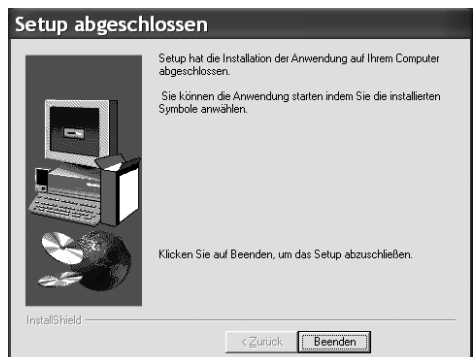 Setup abgeschlossen
Setup hat die Installation der Anwendung auf Ihrem Computer
abgeschlossen.
Sie können die Anwendung starten indem Sie die installierten
Symbole anwählen.
Klicken Sie auf Beenden, um das Setup abzuschließen.
InstallShield
< Zurück
Beenden